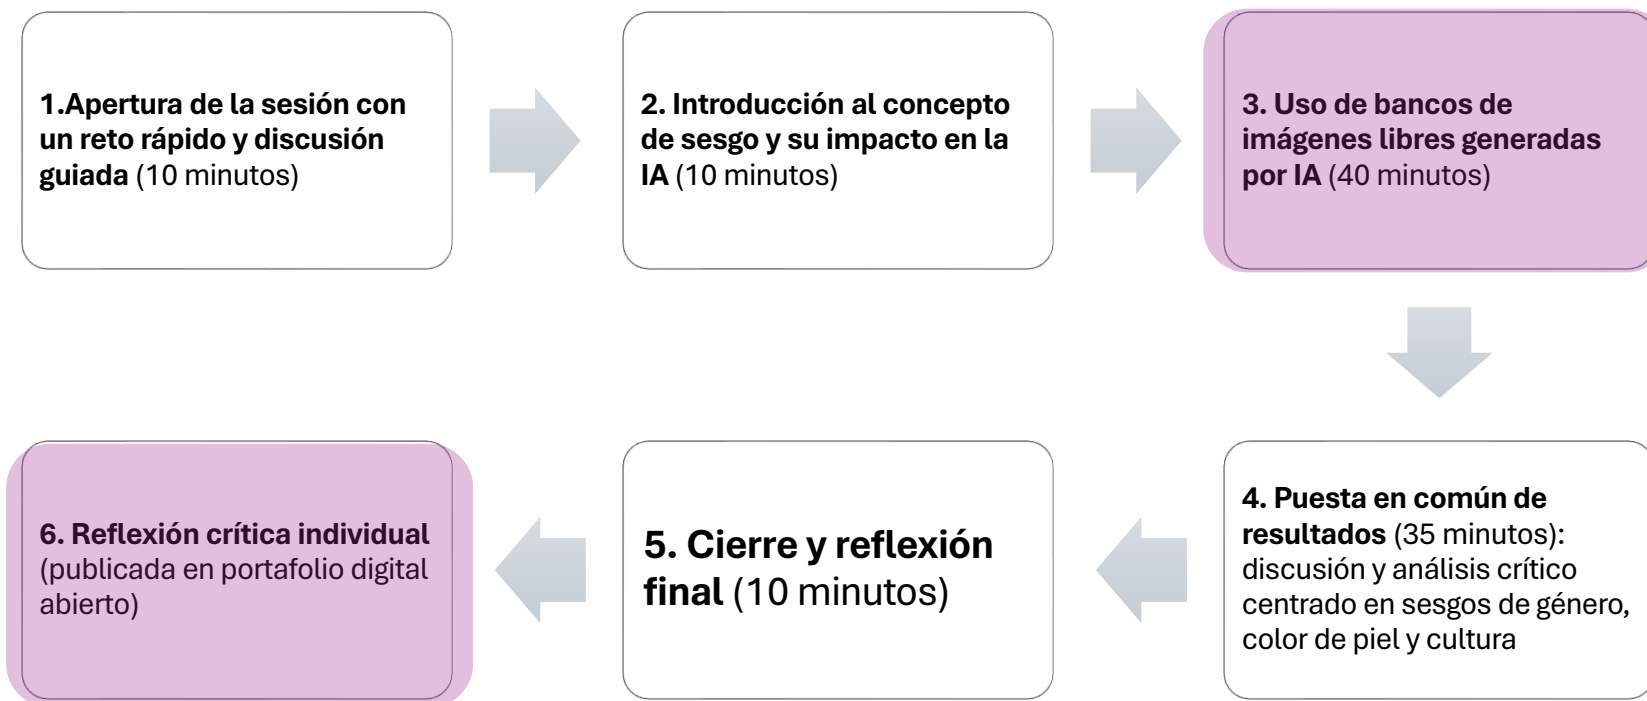 1.Apertura de la sesión con
un reto rápido y discusión
guiada (10 minutos)
2. Introducción al concepto
de sesgo y su impacto en la
IA (10 minutos)
3. Uso de bancos de
imágenes libres generadas
por IA (40 minutos)
4. Puesta en común de
resultados (35 minutos):
discusión y análisis crítico
centrado en sesgos de género,
color de piel y cultura
5. Cierre y reflexión
final (10 minutos)
6. Reflexión crítica individual
(publicada en portafolio digital
abierto)